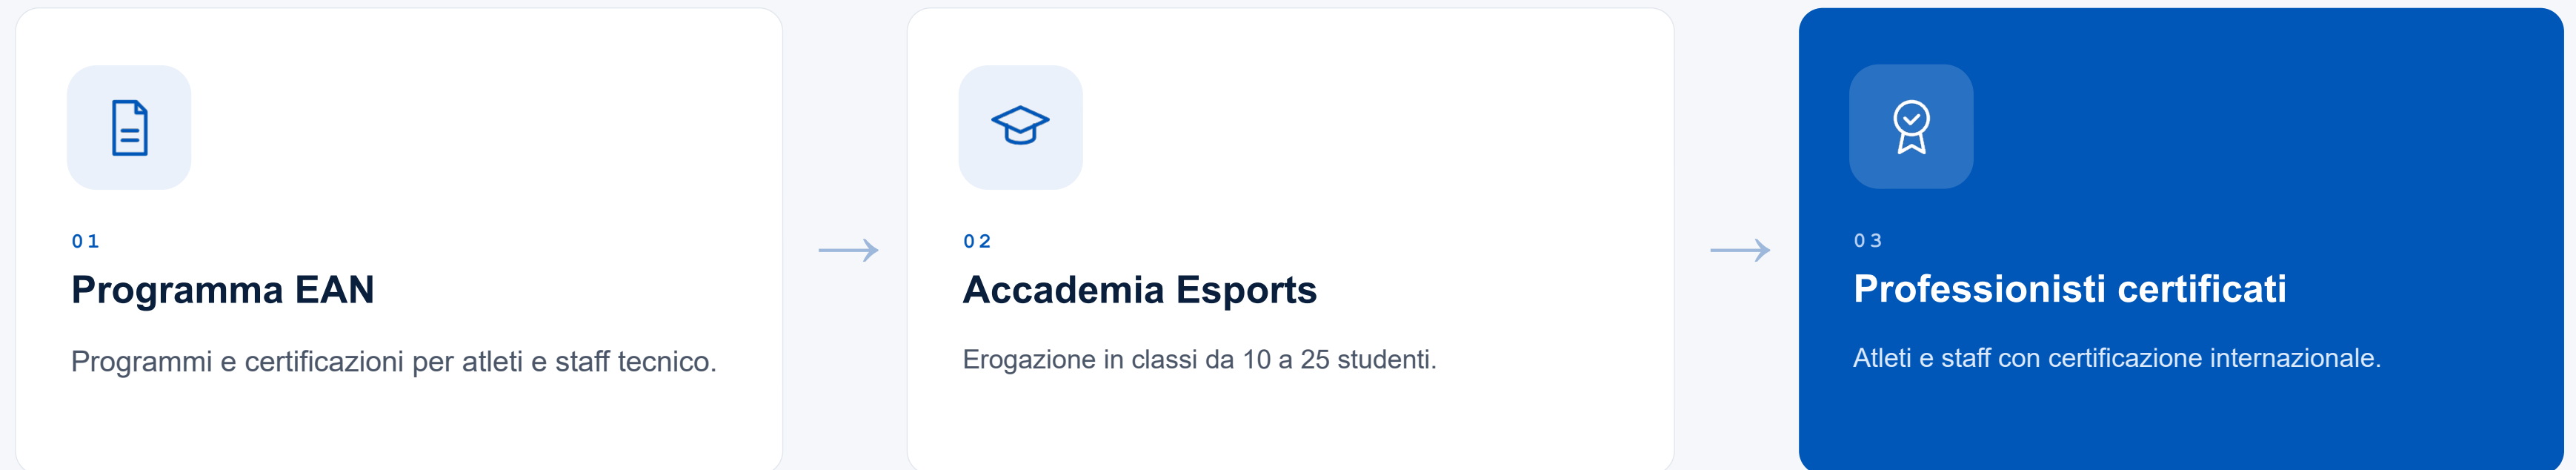 01
Programma EAN
Programmi e certificazioni per atleti e staff tecnico.
02
Accademia Esports
Erogazione in classi da 10 a 25 studenti.
03
Professionisti certificati
Atleti e staff con certificazione internazionale.